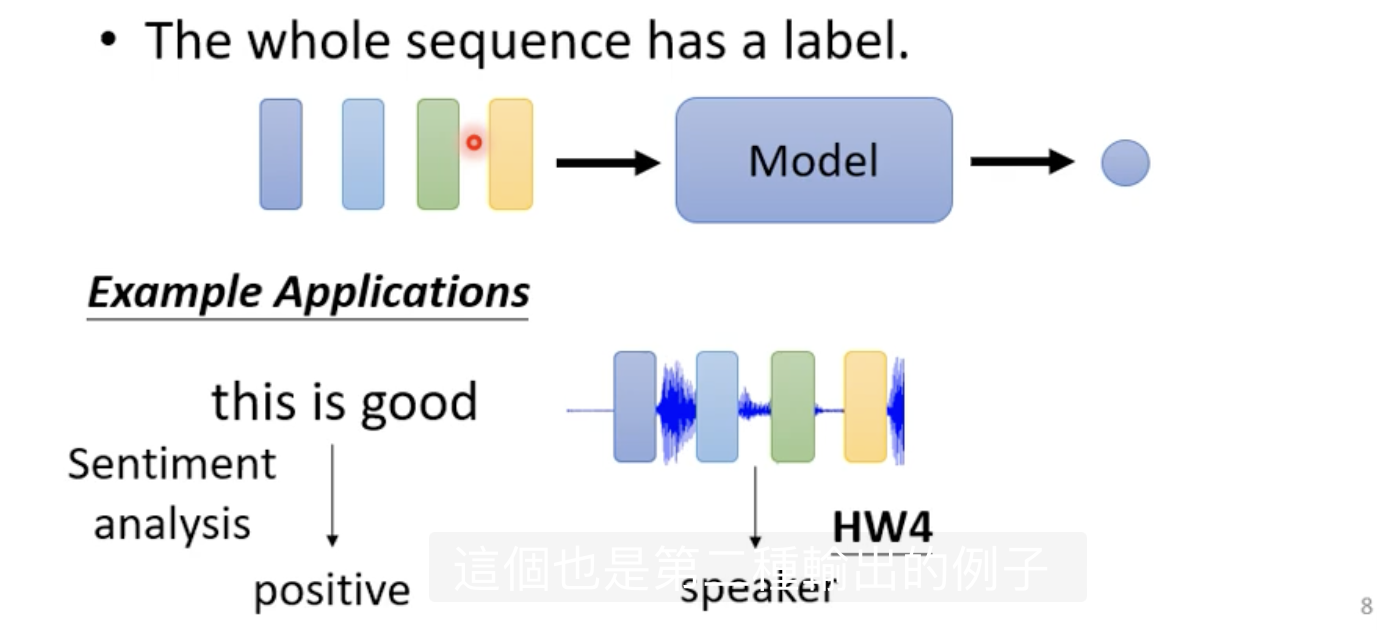 • The whole sequence has a label.
Model
Example Applications
this is good
Sentiment
analysis
positive
HW4
speaker
這個也是第二種輸出的例子
8